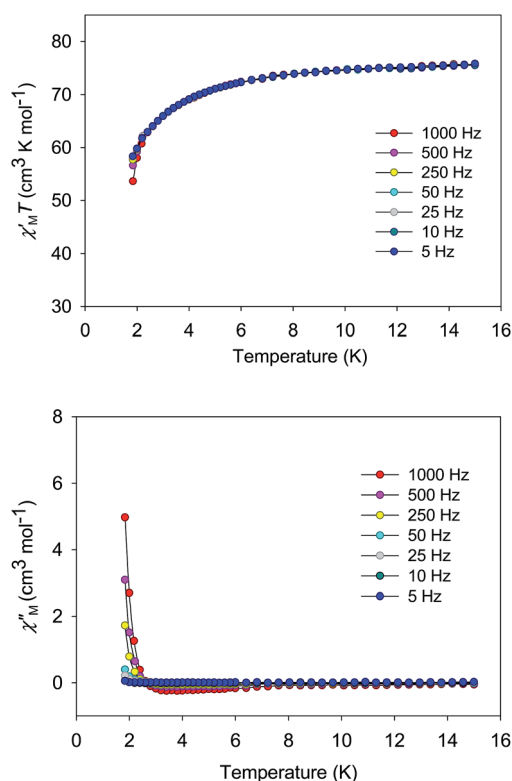 80
70
60
50
40
30
χ′MT (cm³ K mol⁻¹)
1000 Hz
500 Hz
250 Hz
50 Hz
25 Hz
10 Hz
5 Hz
0 2 4 6 8 10 12 14 16
Temperature (K)
8
6
4
2
0
χ″M (cm³ mol⁻¹)
1000 Hz
500 Hz
250 Hz
50 Hz
25 Hz
10 Hz
5 Hz
0 2 4 6 8 10 12 14 16
Temperature (K)